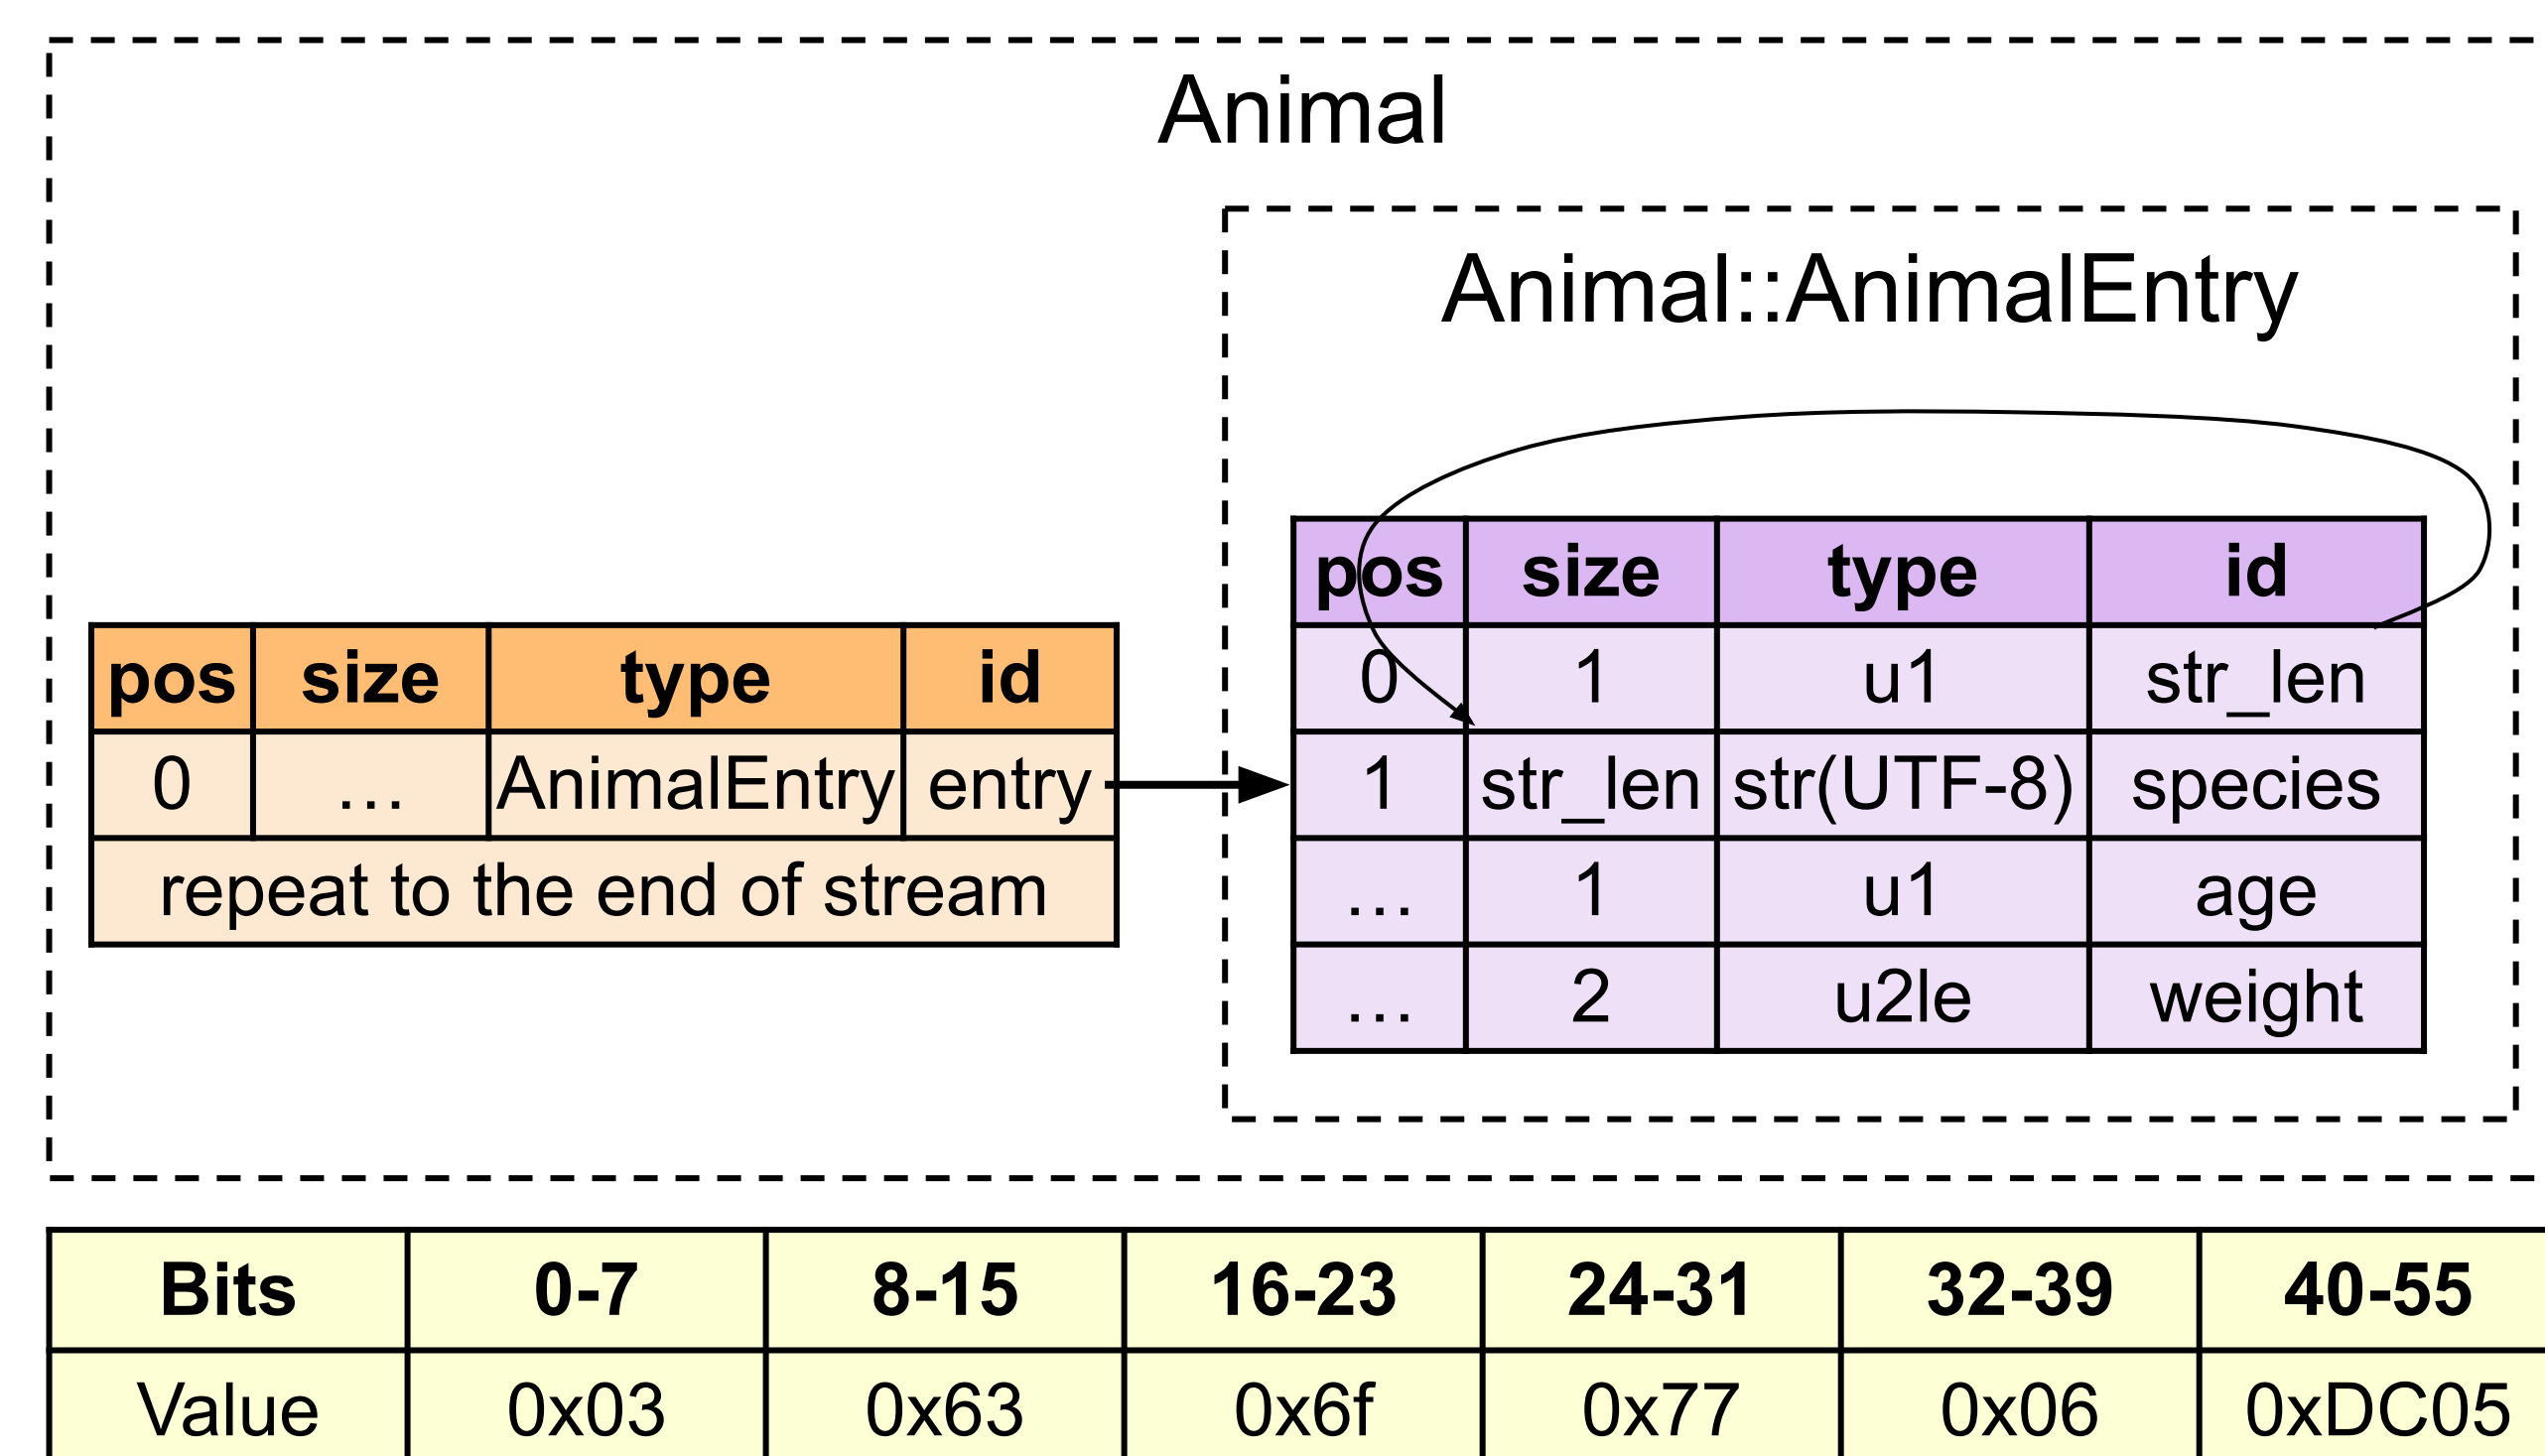 Animal
Animal::AnimalEntry
pos size type id
0 … AnimalEntry entry
repeat to the end of stream
pos size type id
0 1 u1 str_len
1 str_len str(UTF-8) species
… 1 u1 age
… 2 u2le weight
Bits 0-7 8-15 16-23 24-31 32-39 40-55
Value 0x03 0x63 0x6f 0x77 0x06 0xDC05